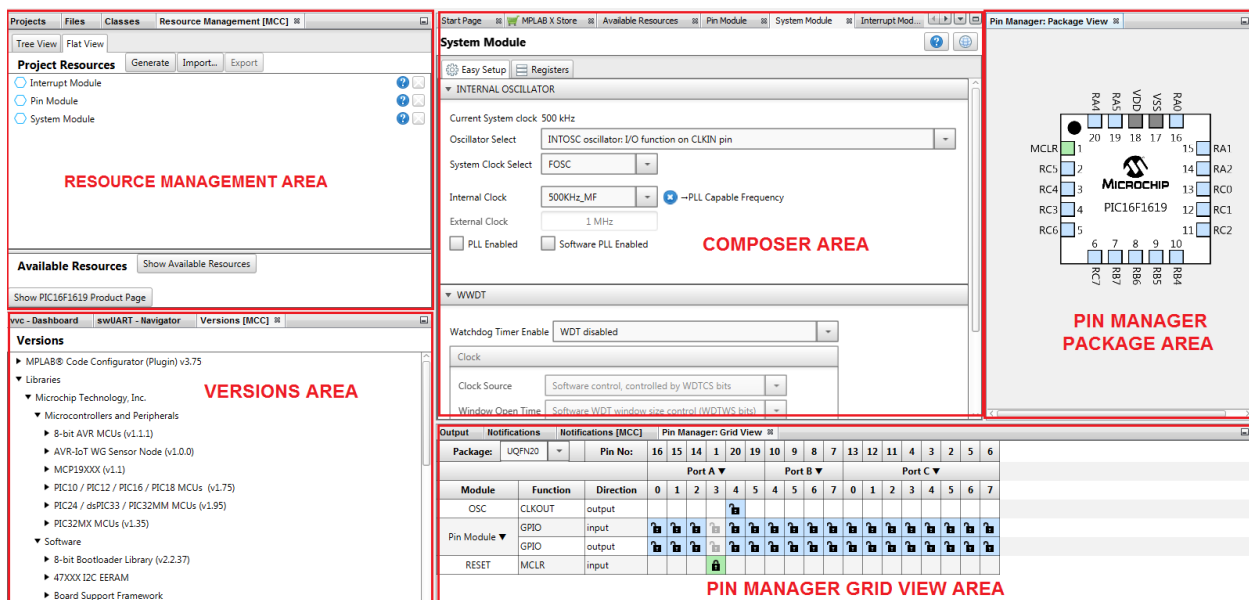 Projects Files Classes Resource Management [MCC]
Tree View Flat View
Project Resources Generate Import... Export
Interrupt Module
Pin Module
System Module
RESOURCE MANAGEMENT AREA
Available Resources Show Available Resources
Show PIC16F1619 Product Page
vvc - Dashboard swUART - Navigator Versions [MCC]
Versions
MPLAB® Code Configurator (Plugin) v3.75
Libraries
Microchip Technology, Inc.
Microcontrollers and Peripherals
8-bit AVR MCUs (v1.1.1)
AVR-IoT WG Sensor Node (v1.0.0)
MCP19XXX (v1.1)
PIC10 / PIC12 / PIC16 / PIC18 MCUs (v1.75)
PIC24 / dsPIC33 / PIC32MM MCUs (v1.95)
PIC32MX MCUs (v1.35)
Software
8-bit Bootloader Library (v2.2.37)
47XXX I2C EERAM
Board Support Framework
VERSIONS AREA
Start Page MPLAB X Store Available Resources Pin Module System Module Interrupt Mod...
System Module
Easy Setup Registers
INTERNAL OSCILLATOR
Current System clock 500 kHz
Oscillator Select INTOSC oscillator: I/O function on CLKIN pin
System Clock Select FOSC
Internal Clock 500KHz_MF →PLL Capable Frequency
External Clock 1 MHz
PLL Enabled Software PLL Enabled
COMPOSER AREA
WWDT
Watchdog Timer Enable WDT disabled
Clock
Clock Source Software control, controlled by WDTCS bits
Window Open Time Software WDT window size control (WDTWS bits)
Pin Manager: Package View
RA4 RA5 VDD VSS RA0
20 19 18 17 16
MCLR 1 15 RA1
RC5 2 14 RA2
RC4 3 MICROCHIP 13 RC0
RC3 4 PIC16F1619 12 RC1
RC6 5 11 RC2
6 7 8 9 10
RC7 RB7 RB6 RB5 RB4
PIN MANAGER
PACKAGE AREA
Output Notifications Notifications [MCC] Pin Manager: Grid View
Package: UQFN20 Pin No: 16 15 14 1 20 19 10 9 8 7 13 12 11 4 3 2 5 6
Port A ▼ Port B ▼ Port C ▼
Module Function Direction 0 1 2 3 4 5 4 5 6 7 0 1 2 3 4 5 6 7
OSC CLKOUT output
Pin Module ▼ GPIO input
GPIO output
RESET MCLR input
PIN MANAGER GRID VIEW AREA